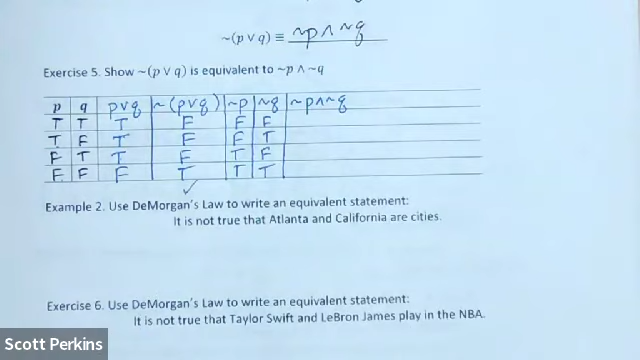 ~(p ∨ q) ≡ ~p ∧ ~q
Exercise 5. Show ~(p ∨ q) is equivalent to ~p ∧ ~q
p q p∨q ~(p∨q) ~p ~q ~p∧~q
T T T F F F
T F T F F T
F T T F T F
F F F T T T
✓
Example 2. Use DeMorgan's Law to write an equivalent statement:
It is not true that Atlanta and California are cities.
Exercise 6. Use DeMorgan's Law to write an equivalent statement:
It is not true that Taylor Swift and LeBron James play in the NBA.
Scott Perkins